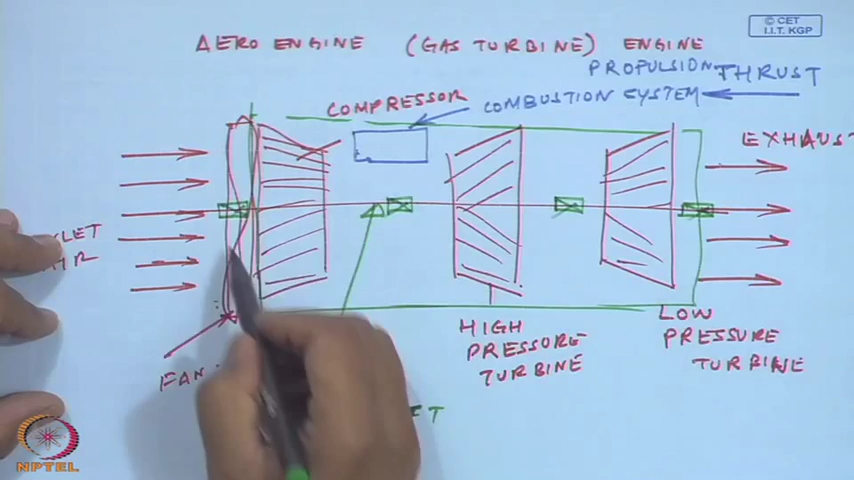 © CET
I.I.T. KGP
AERO ENGINE (GAS TURBINE) ENGINE
PROPULSION THRUST
COMPRESSOR COMBUSTION SYSTEM
EXHAUST
FAN
HIGH
PRESSURE
TURBINE
LOW
PRESSURE
TURBINE
NPTEL